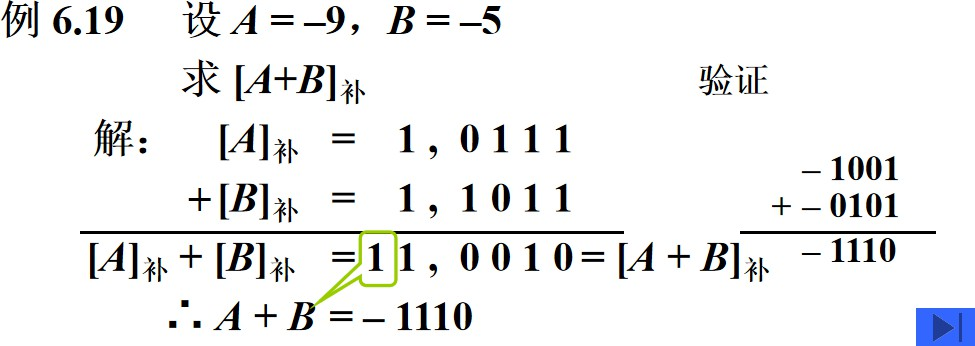 例 6.19 设 A = –9，B = –5
求 [A+B]补 验证
解： [A]补 = 1 , 0 1 1 1
– 1001
+ [B]补 = 1 , 1 0 1 1
+ – 0101
[A]补 + [B]补 = 1 1 , 0 0 1 0 = [A + B]补
– 1110
∴ A + B = – 1110